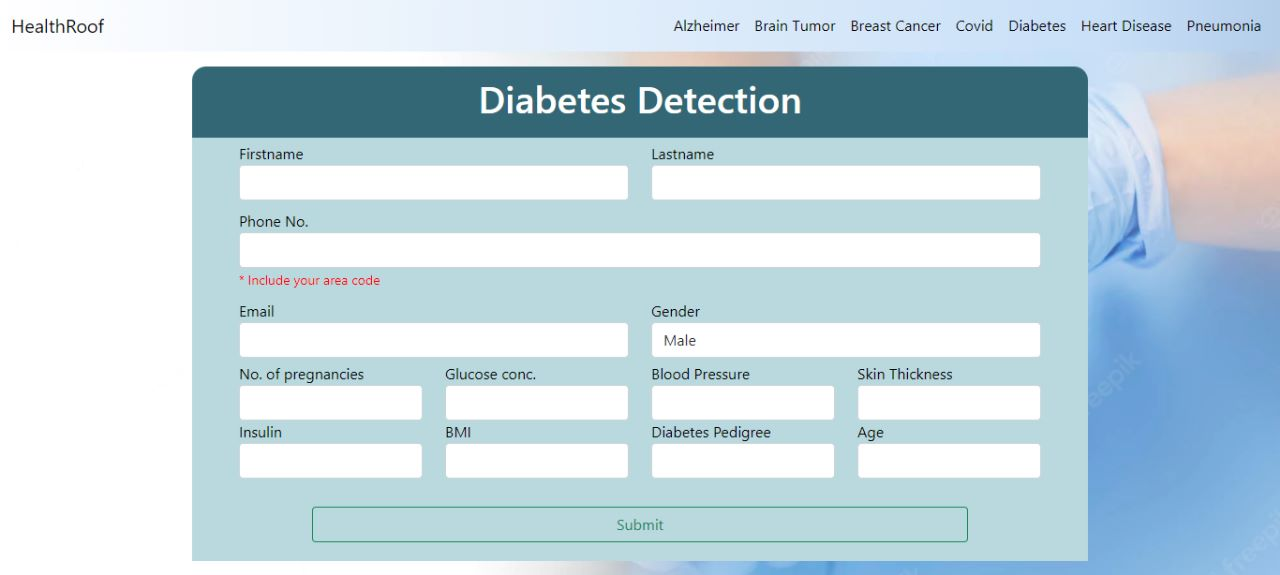 HealthRoof
Alzheimer Brain Tumor Breast Cancer Covid Diabetes Heart Disease Pneumonia
Diabetes Detection
Firstname Lastname
Phone No.
* Include your area code
Email Gender
Male
No. of pregnancies Glucose conc. Blood Pressure Skin Thickness
Insulin BMI Diabetes Pedigree Age
Submit
freepik